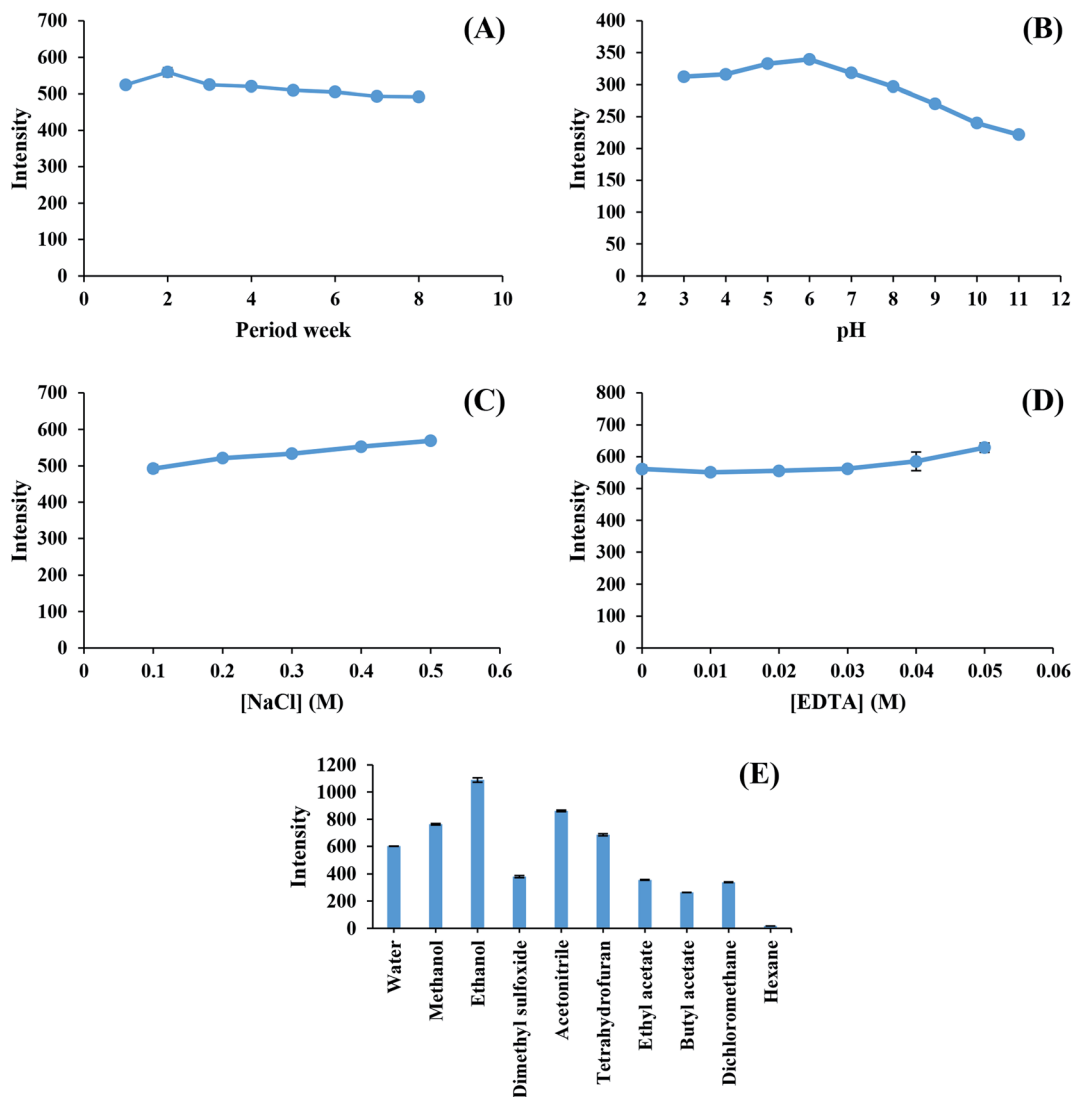 (A)
700
600
500
400
300
200
100
0
Intensity
0 2 4 6 8 10
Period week
(B)
400
350
300
250
200
150
100
50
0
Intensity
2 3 4 5 6 7 8 9 10 11 12
pH
(C)
700
600
500
400
300
200
100
0
Intensity
0 0.1 0.2 0.3 0.4 0.5 0.6
[NaCl] (M)
(D)
800
700
600
500
400
300
200
100
0
Intensity
0 0.01 0.02 0.03 0.04 0.05 0.06
[EDTA] (M)
(E)
1200
1000
800
600
400
200
0
Intensity
Water
Methanol
Ethanol
Dimethyl sulfoxide
Acetonitrile
Tetrahydrofuran
Ethyl acetate
Butyl acetate
Dichloromethane
Hexane